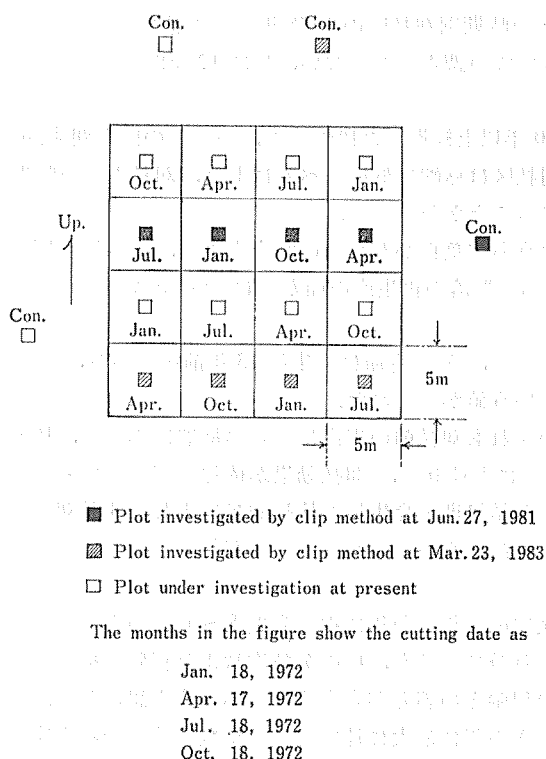 Con. Con.
Oct. Apr. Jul. Jan.
Up.
Con.
Jul. Jan. Oct. Apr.
Con.
Jan. Jul. Apr. Oct.
5m
Apr. Oct. Jan. Jul.
5m
Plot investigated by clip method at Jun. 27, 1981
Plot investigated by clip method at Mar. 23, 1983
Plot under investigation at present
The months in the figure show the cutting date as
Jan. 18, 1972
Apr. 17, 1972
Jul. 18, 1972
Oct. 18, 1972